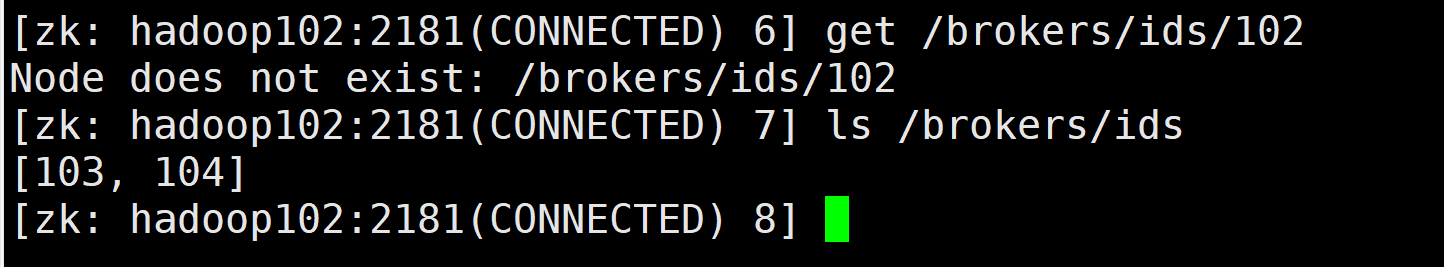 [zk: hadoop102:2181(CONNECTED) 6] get /brokers/ids/102
Node does not exist: /brokers/ids/102
[zk: hadoop102:2181(CONNECTED) 7] ls /brokers/ids
[103, 104]
[zk: hadoop102:2181(CONNECTED) 8]